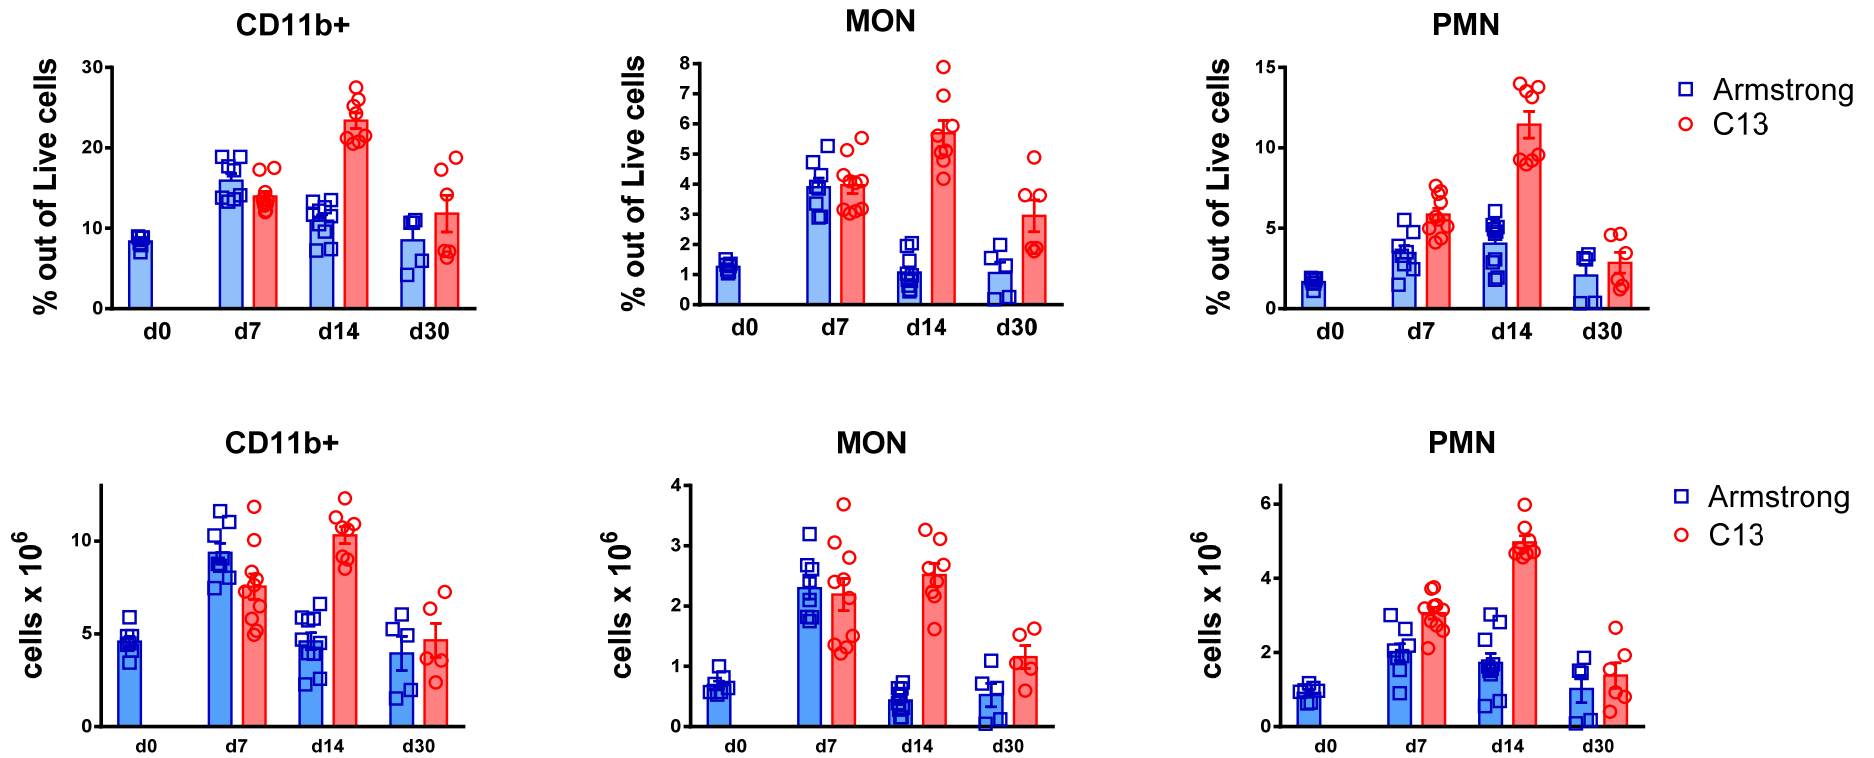 CD11b+
MON
PMN
% out of Live cells
30
20
10
0
d0 d7 d14 d30
% out of Live cells
8
7
6
5
4
3
2
1
0
d0 d7 d14 d30
% out of Live cells
15
10
5
0
d0 d7 d14 d30
Armstrong
C13
CD11b+
MON
PMN
cells x 10⁶
10
5
0
d0 d7 d14 d30
cells x 10⁶
4
3
2
1
0
d0 d7 d14 d30
cells x 10⁶
6
4
2
0
d0 d7 d14 d30
Armstrong
C13